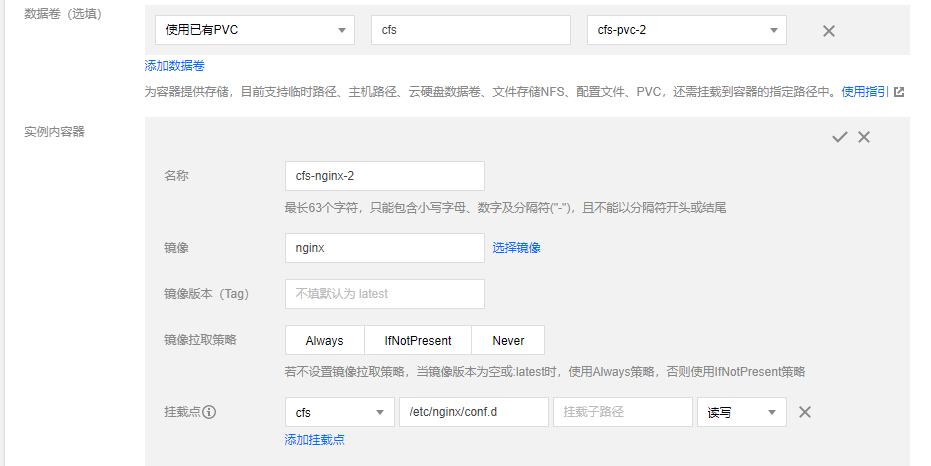 数据卷（选填）
使用已有PVC cfs cfs-pvc-2
添加数据卷
为容器提供存储，目前支持临时路径、主机路径、云硬盘数据卷、文件存储NFS、配置文件、PVC，还需挂载到容器的指定路径中。使用指引
实例内容器
名称 cfs-nginx-2
最长63个字符，只能包含小写字母、数字及分隔符("-")，且不能以分隔符开头或结尾
镜像 nginx 选择镜像
镜像版本（Tag） 不填默认为 latest
镜像拉取策略 Always IfNotPresent Never
若不设置镜像拉取策略，当镜像版本为空或:latest时，使用Always策略，否则使用IfNotPresent策略
挂载点 cfs /etc/nginx/conf.d 挂载子路径 读写
添加挂载点